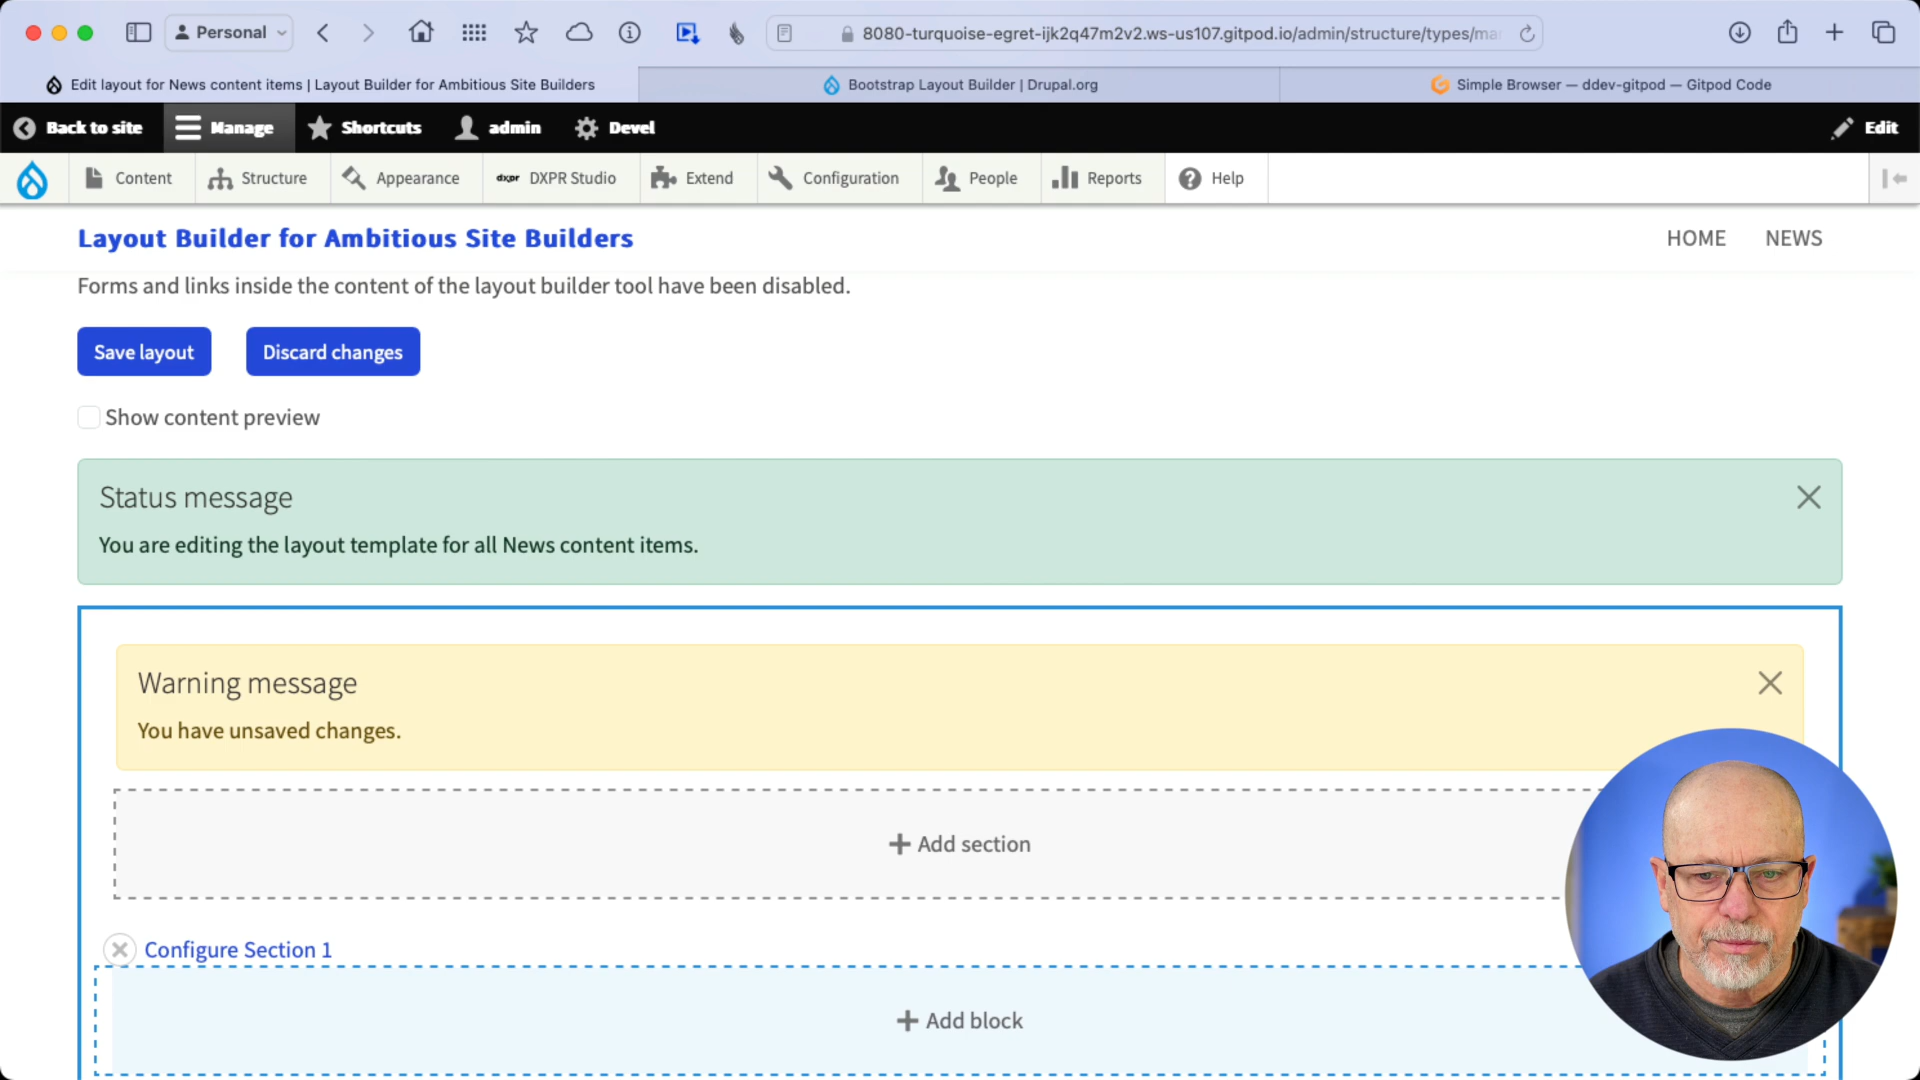 Personal
8080-turquoise-egret-ijk2q47m2v2.ws-us107.gitpod.io/admin/structure/types/ma
Edit layout for News content items | Layout Builder for Ambitious Site Builders
Bootstrap Layout Builder | Drupal.org
Simple Browser — ddev-gitpod — Gitpod Code
Back to site
Manage
Shortcuts
admin
Devel
Edit
Content
Structure
Appearance
dxpr DXPR Studio
Extend
Configuration
People
Reports
Help
Layout Builder for Ambitious Site Builders
HOME
NEWS
Forms and links inside the content of the layout builder tool have been disabled.
Save layout
Discard changes
Show content preview
Status message
You are editing the layout template for all News content items.
Warning message
You have unsaved changes.
+ Add section
Configure Section 1
+ Add block